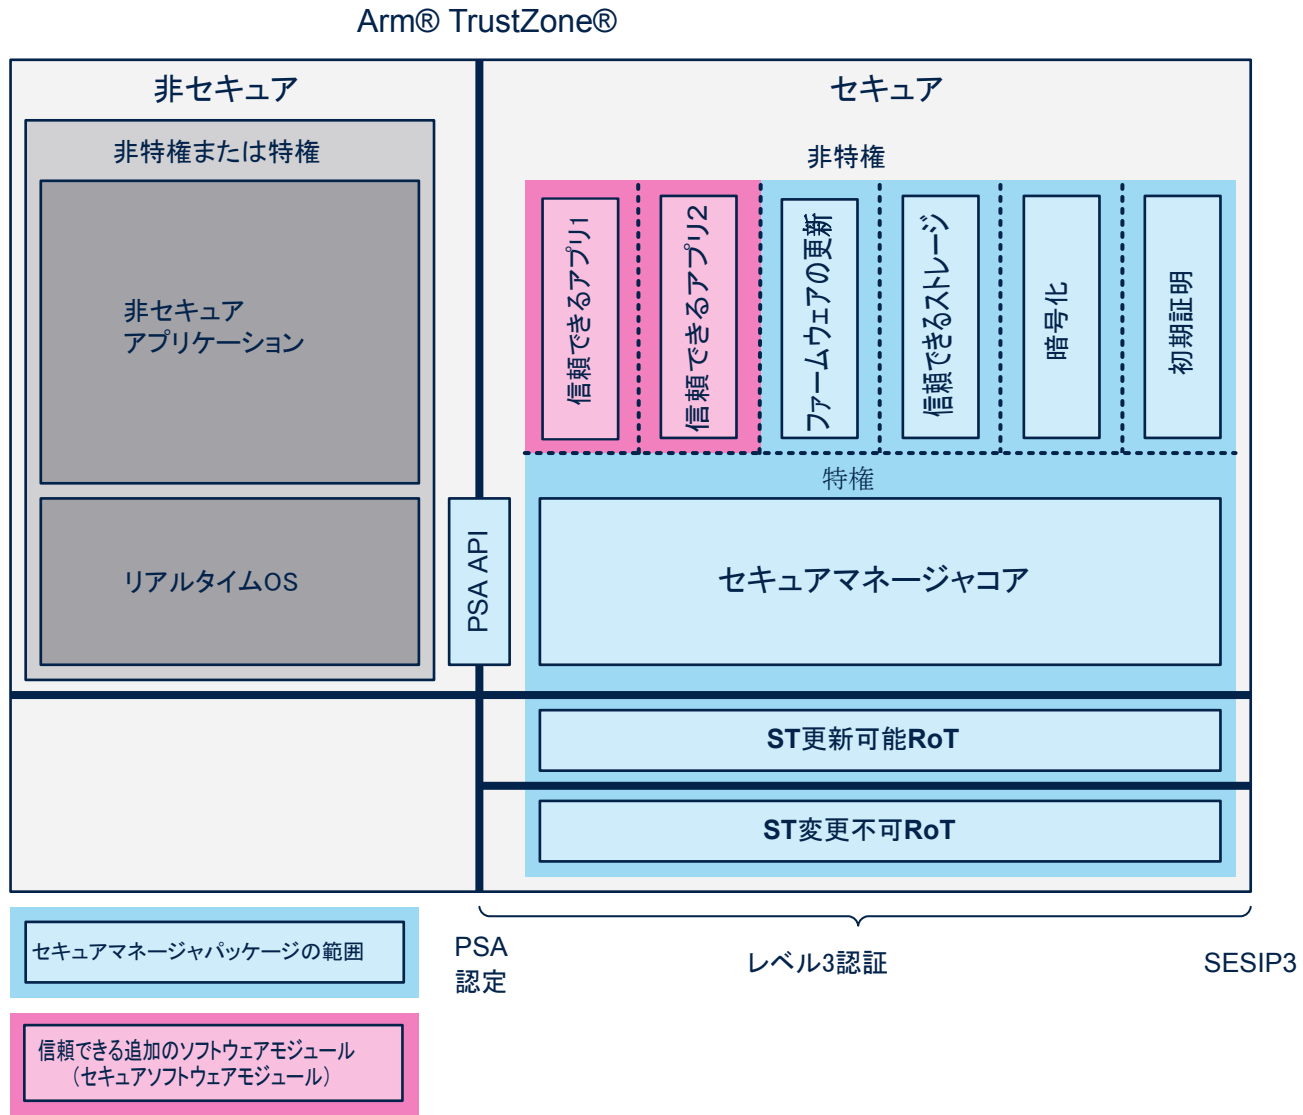 Arm® TrustZone®
非セキュア
セキュア
非特権または特権
非特権
非セキュア
アプリケーション
リアルタイムOS
PSA API
信頼できるアプリ1
信頼できるアプリ2
ファームウェアの更新
信頼できるストレージ
暗号化
初期証明
特権
セキュアマネージャコア
ST更新可能RoT
ST変更不可RoT
セキュアマネージャパッケージの範囲
PSA
認定
レベル3認証
SESIP3
信頼できる追加のソフトウェアモジュール
（セキュアソフトウェアモジュール）